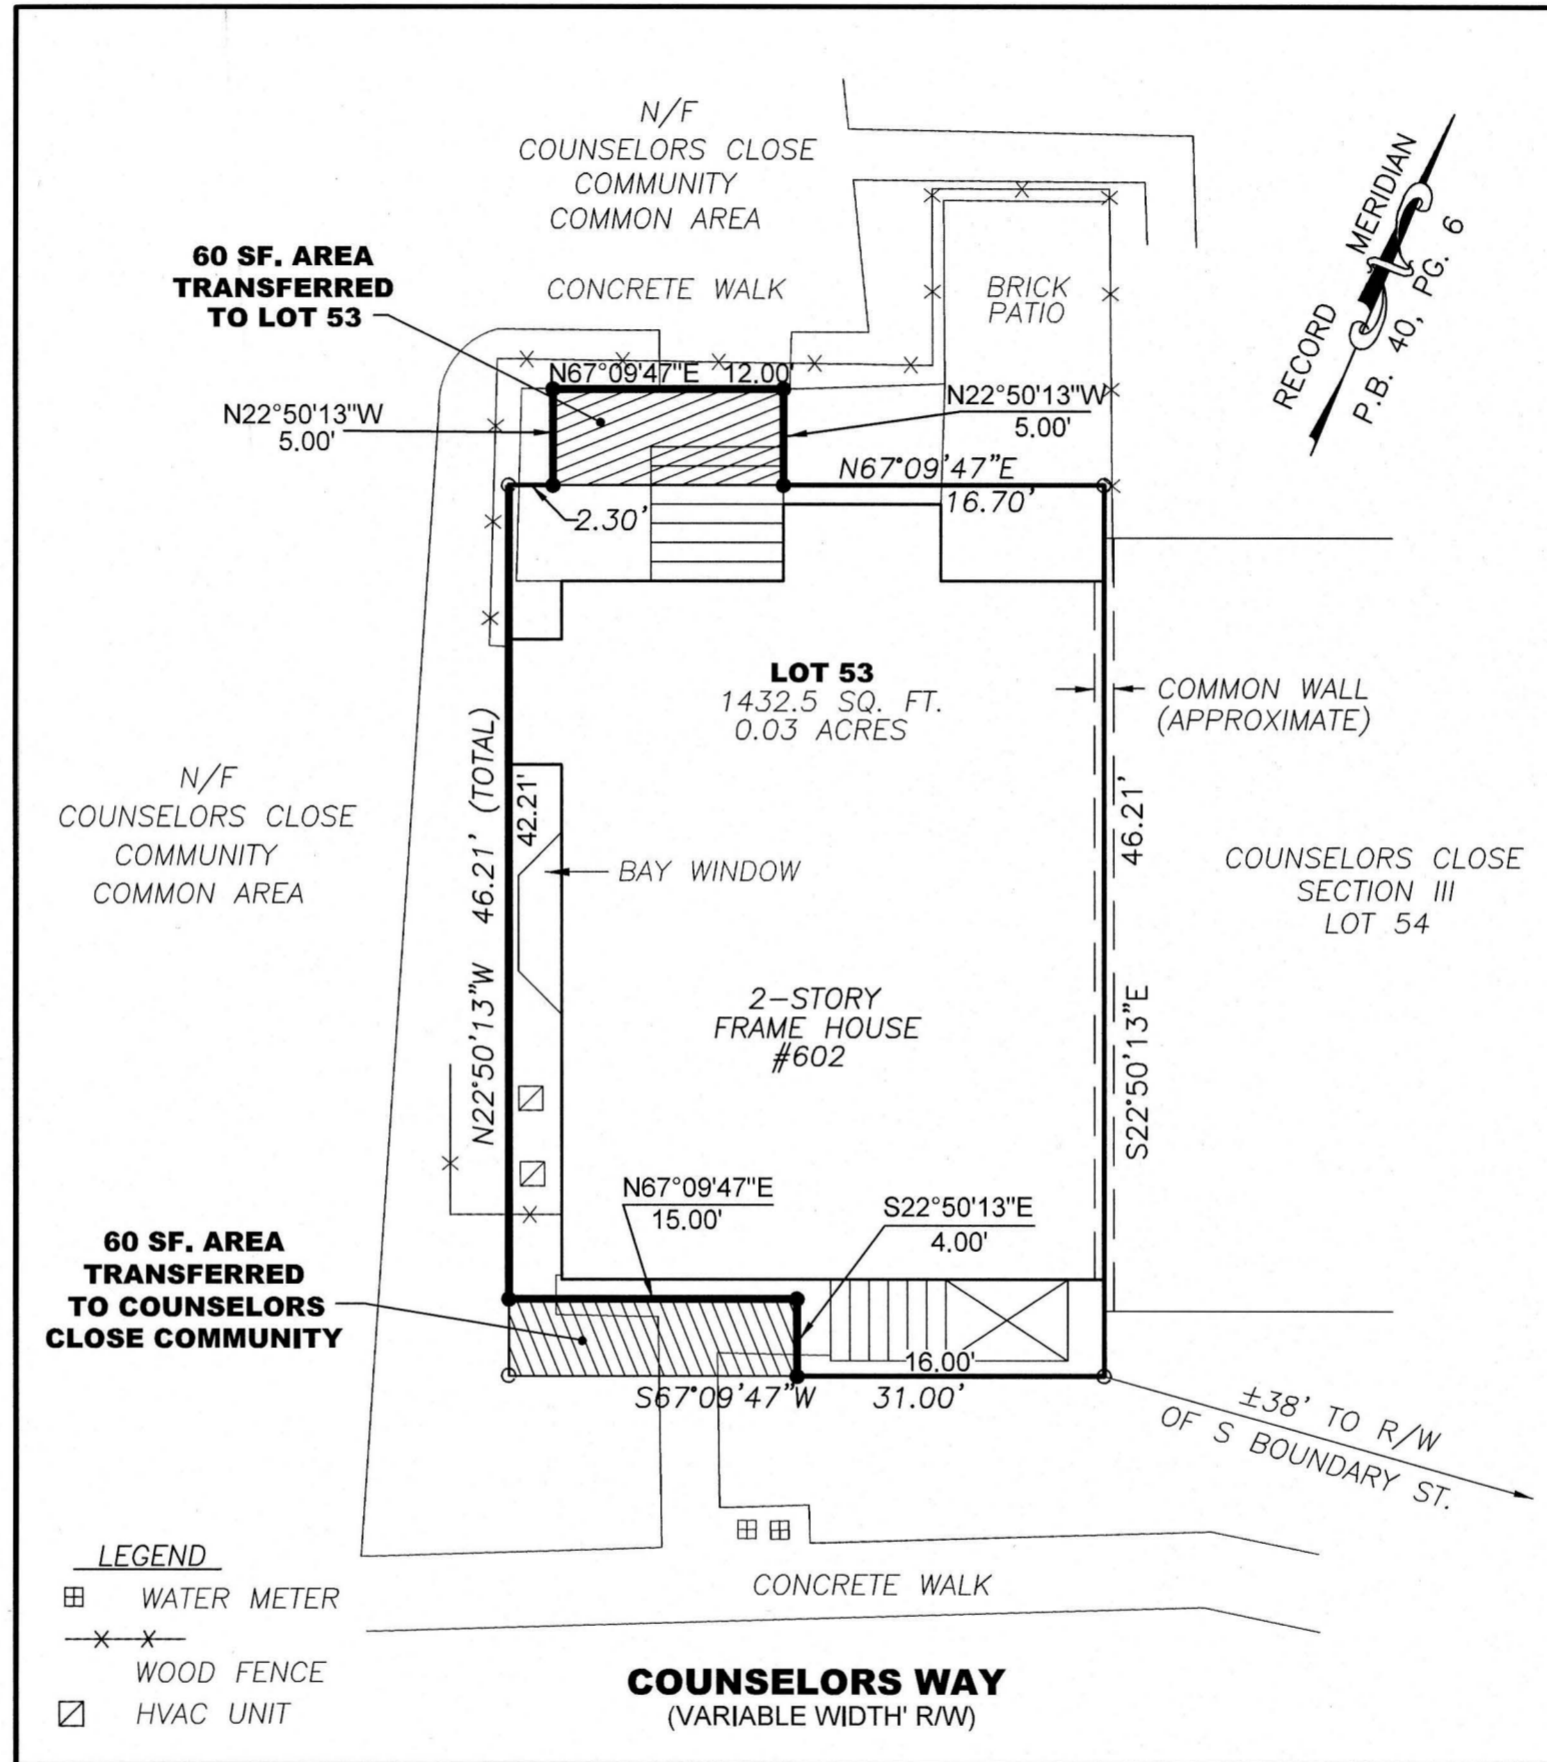 N/F
COUNSELORS CLOSE
COMMUNITY
COMMON AREA
60 SF. AREA
TRANSFERRED
TO LOT 53
CONCRETE WALK
BRICK
PATIO
RECORD MERIDIAN
P.B. 40, PG. 6
N67°09'47"E 12.00'
N22°50'13"W
5.00'
N22°50'13"W
5.00'
N67°09'47"E
16.70'
2.30'
LOT 53
1432.5 SQ. FT.
0.03 ACRES
COMMON WALL
(APPROXIMATE)
N/F
COUNSELORS CLOSE
COMMUNITY
COMMON AREA
N22°50'13"W 46.21' (TOTAL)
42.21'
BAY WINDOW
46.21'
S22°50'13"E
COUNSELORS CLOSE
SECTION III
LOT 54
2-STORY
FRAME HOUSE
#602
N67°09'47"E
15.00'
S22°50'13"E
4.00'
60 SF. AREA
TRANSFERRED
TO COUNSELORS
CLOSE COMMUNITY
16.00'
S67°09'47"W 31.00'
±38' TO R/W
OF S BOUNDARY ST.
LEGEND
WATER METER
WOOD FENCE
HVAC UNIT
CONCRETE WALK
COUNSELORS WAY
(VARIABLE WIDTH' R/W)